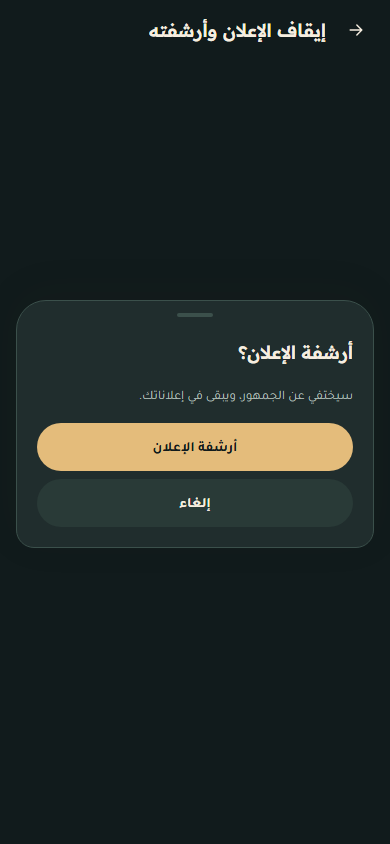 إيقاف الإعلان وأرشفته
أرشفة الإعلان؟
سيختفي عن الجمهور، ويبقى في إعلاناتك.
أرشفة الإعلان
إلغاء